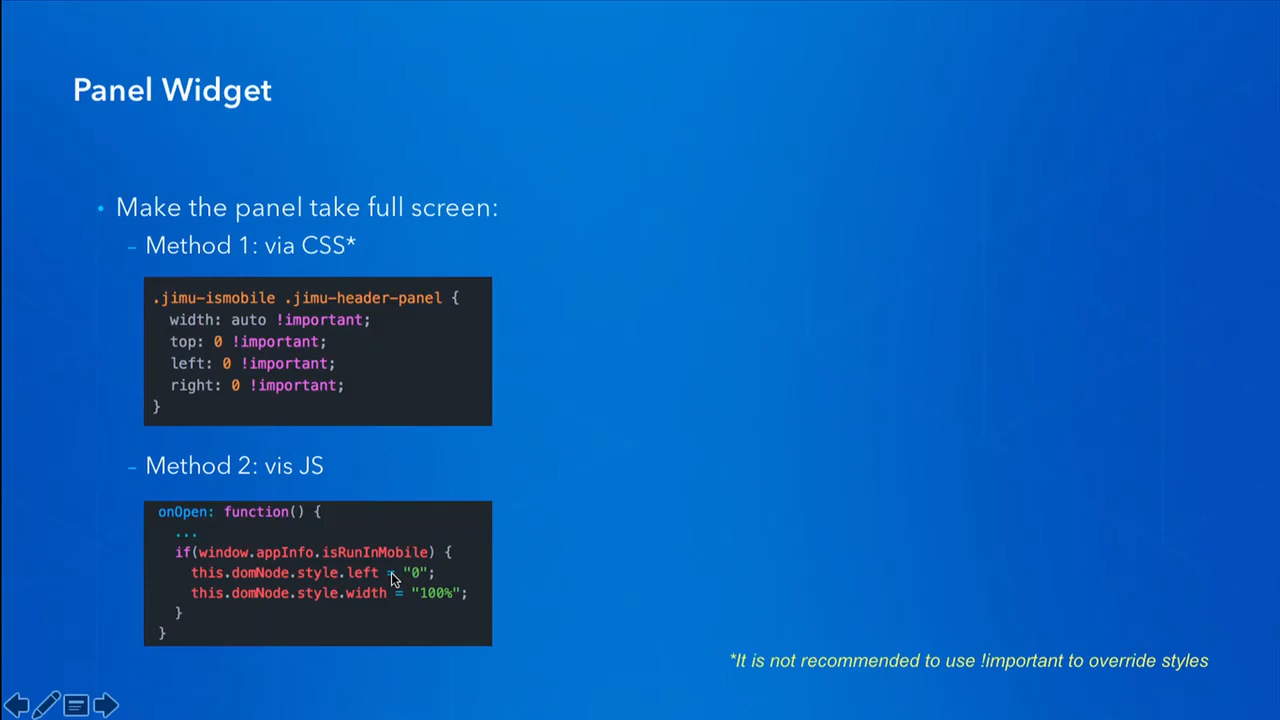 Panel Widget
• Make the panel take full screen:
– Method 1: via CSS*
.jimu-ismobile .jimu-header-panel {
width: auto !important;
top: 0 !important;
left: 0 !important;
right: 0 !important;
}
– Method 2: vis JS
onOpen: function() {
...
if(window.appInfo.isRunInMobile) {
this.domNode.style.left = "0";
this.domNode.style.width = "100%";
}
}
*It is not recommended to use !important to override styles